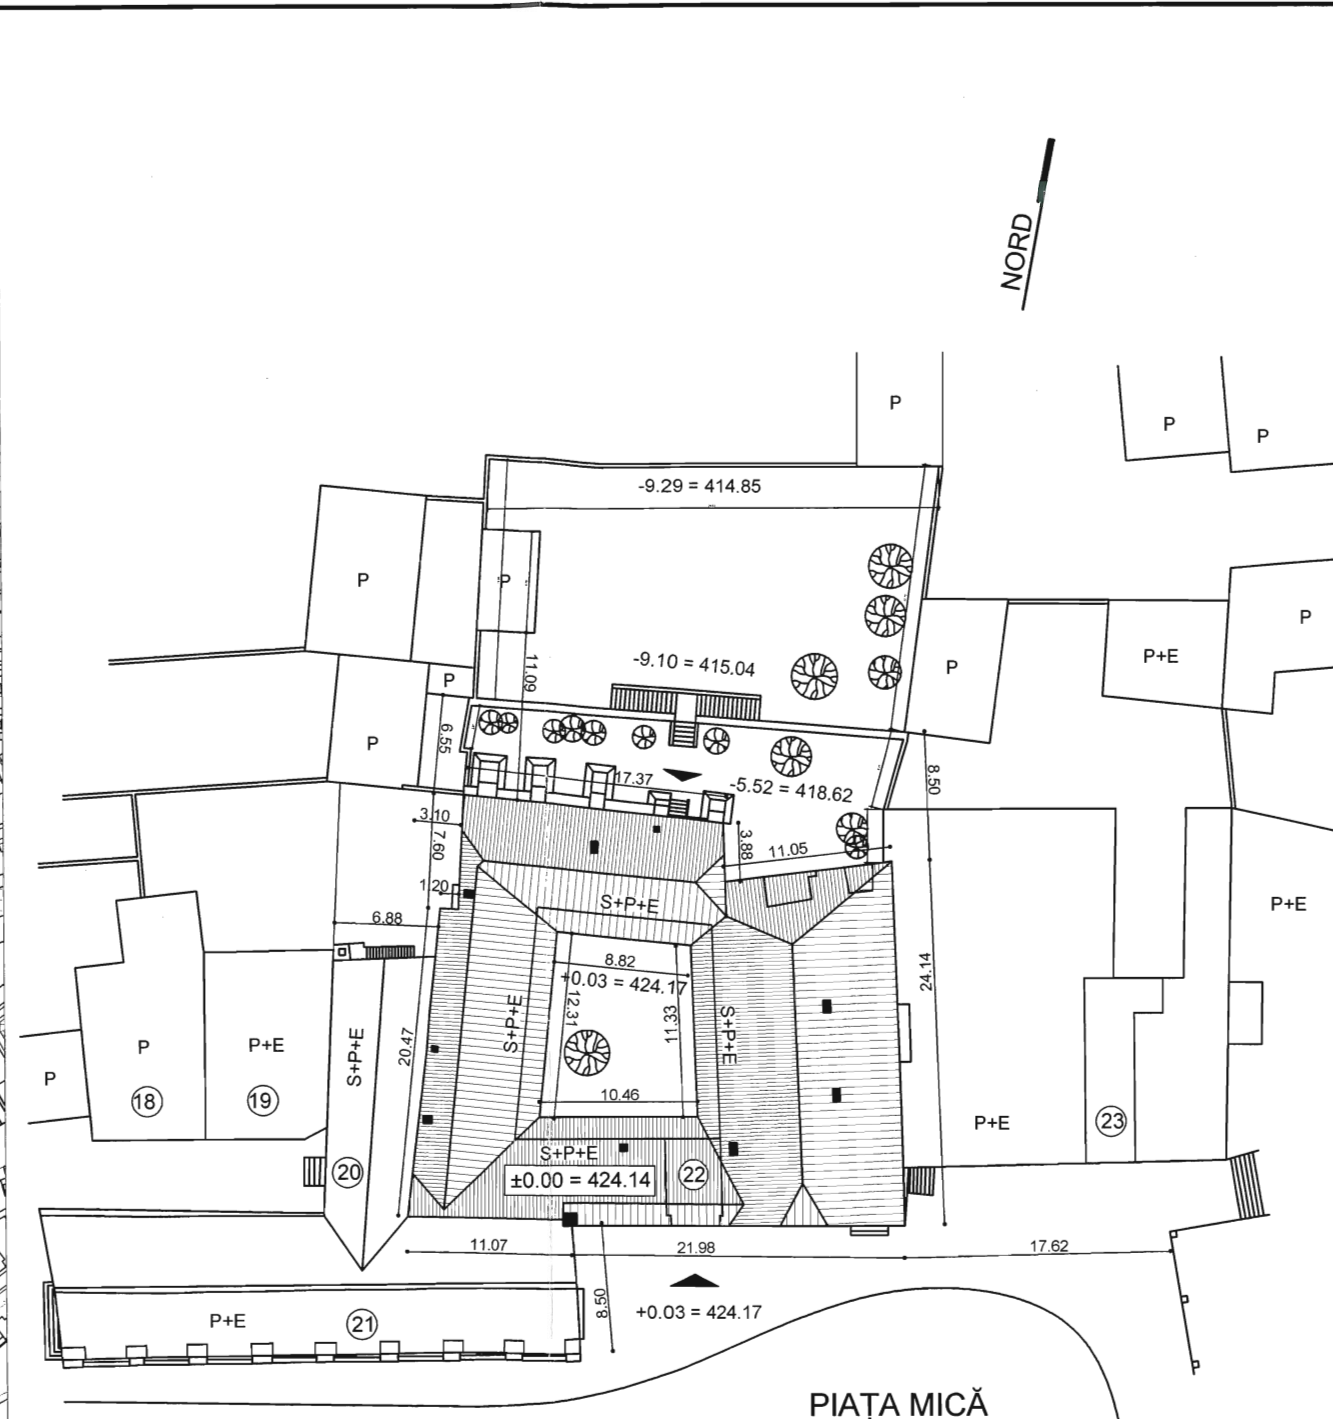 NORD
P
P
P
-9.29 = 414.85
P
P
P
P+E
-9.10 = 415.04
P
11.09
P
6.55
P
17.37
-5.52 = 418.62
8.50
3.10
7.60
3.88
11.05
1.20
6.88
S+P+E
P+E
8.82
+0.03 = 424.17
24.14
12.31
11.33
S+P+E
S+P+E
S+P+E
20.47
P
P+E
P
18
19
10.46
P+E
23
S+P+E
±0.00 = 424.14
22
20
11.07
21.98
17.62
8.50
+0.03 = 424.17
P+E
21
PIAȚA MICĂ